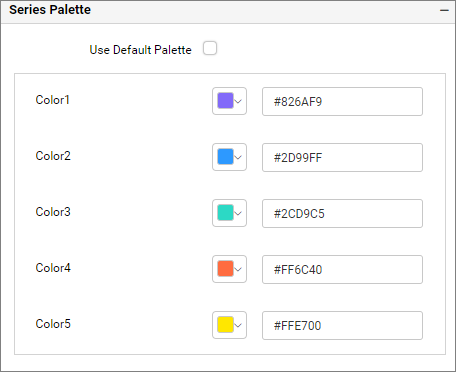 Series Palette
Use Default Palette
Color1 #826AF9
Color2 #2D99FF
Color3 #2CD9C5
Color4 #FF6C40
Color5 #FFE700